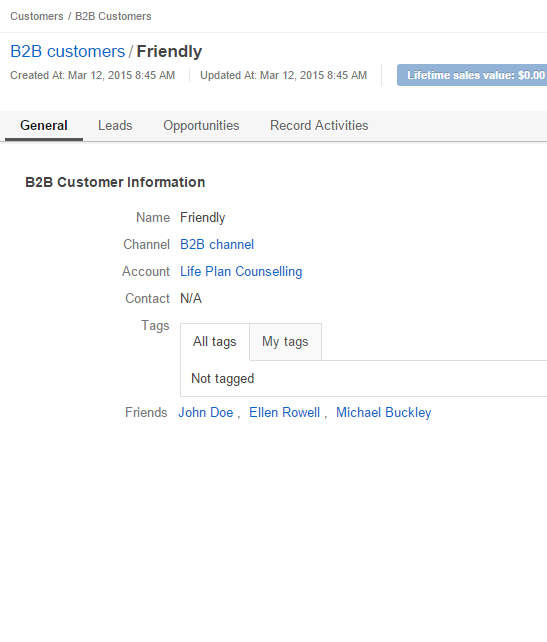 Customers / B2B Customers
B2B customers / Friendly
Created At: Mar 12, 2015 8:45 AM Updated At: Mar 12, 2015 8:45 AM Lifetime sales value: $0.00
General Leads Opportunities Record Activities
B2B Customer Information
Name Friendly
Channel B2B channel
Account Life Plan Counselling
Contact N/A
Tags
All tags My tags
Not tagged
Friends John Doe , Ellen Rowell , Michael Buckley